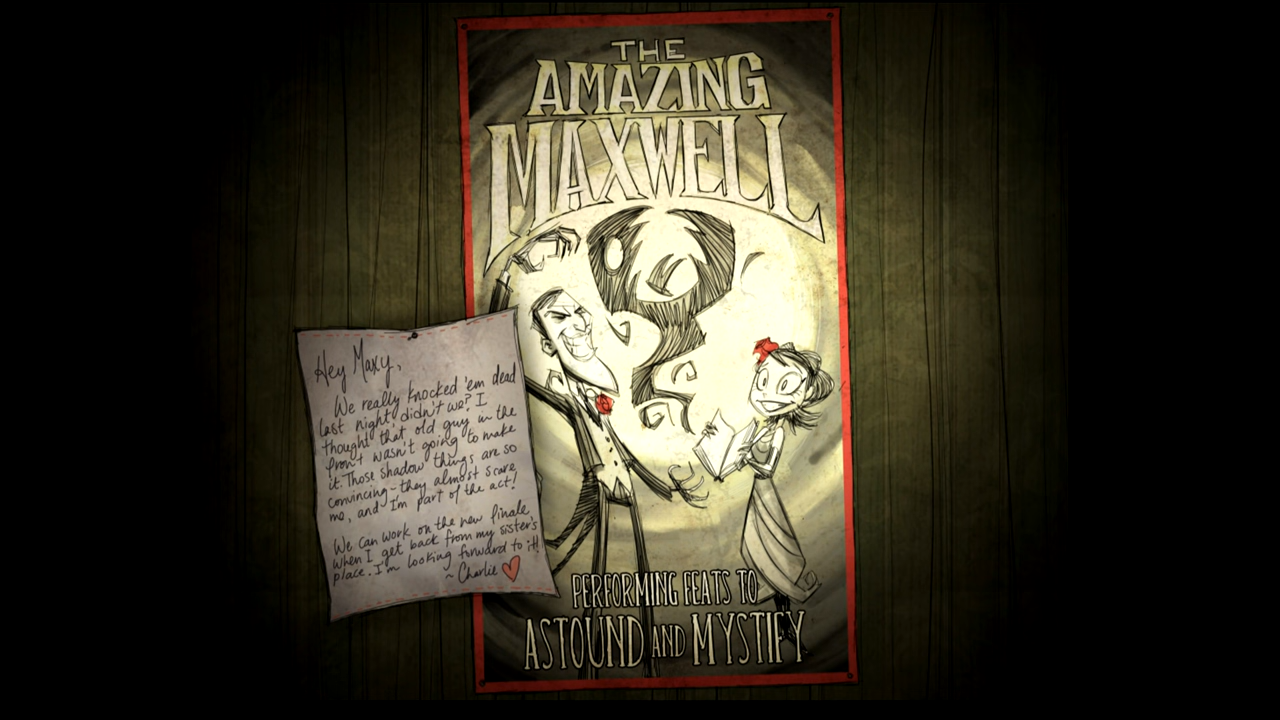 THE
AMAZING
MAXWELL
Hey Maxy,
We really knocked 'em dead
last night didn't we? I
thought that old guy in the
front wasn't going to make
it. Those shadow things are so
convincing - they almost scare
me, and I'm part of the act!
We can work on the new finale
when I get back from my sister's
place. I'm looking forward to it!
~ Charlie
PERFORMING FEATS TO
ASTOUND AND MYSTIFY